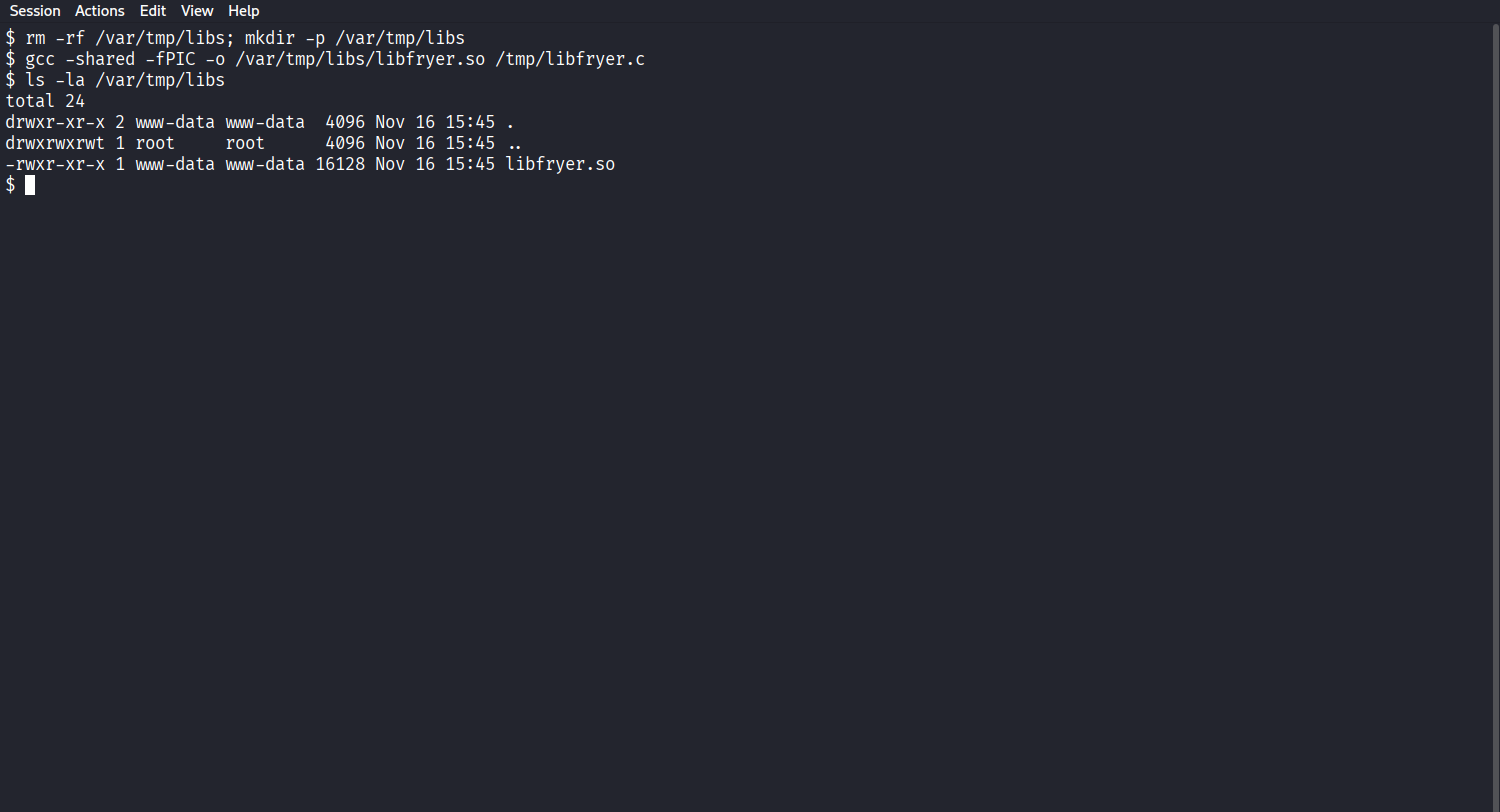 Session Actions Edit View Help
$ rm -rf /var/tmp/libs; mkdir -p /var/tmp/libs
$ gcc -shared -fPIC -o /var/tmp/libs/libfryer.so /tmp/libfryer.c
$ ls -la /var/tmp/libs
total 24
drwxr-xr-x 2 www-data www-data  4096 Nov 16 15:45 .
drwxrwxrwt 1 root     root      4096 Nov 16 15:45 ..
-rwxr-xr-x 1 www-data www-data 16128 Nov 16 15:45 libfryer.so
$